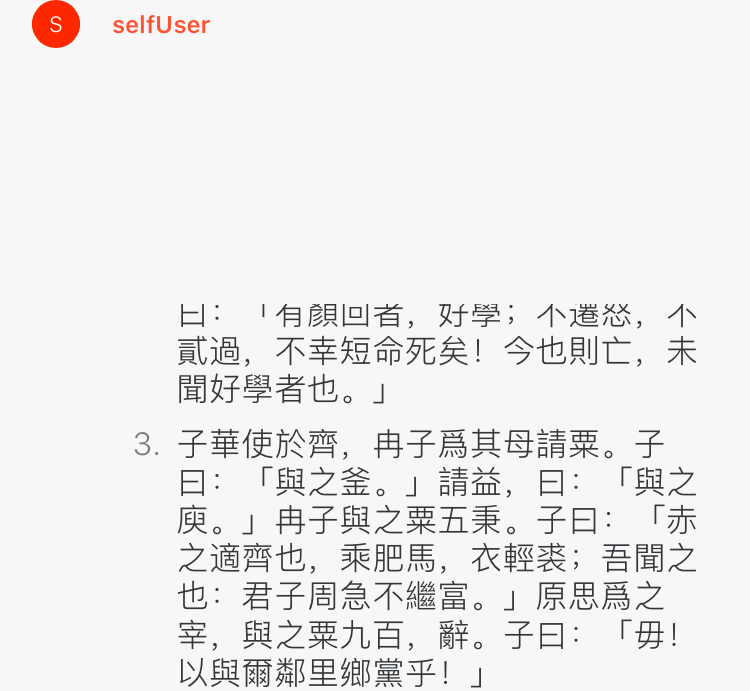 S
selfUser
曰：「有顏回者，好學；不遷怒，不
貳過，不幸短命死矣！今也則亡，未
聞好學者也。」
3. 子華使於齊，冉子爲其母請粟。子
曰：「與之釜。」請益，曰：「與之
庾。」冉子與之粟五秉。子曰：「赤
之適齊也，乘肥馬，衣輕裘；吾聞之
也：君子周急不繼富。」原思爲之
宰，與之粟九百，辭。子曰：「毋！
以與爾鄰里鄉黨乎！」